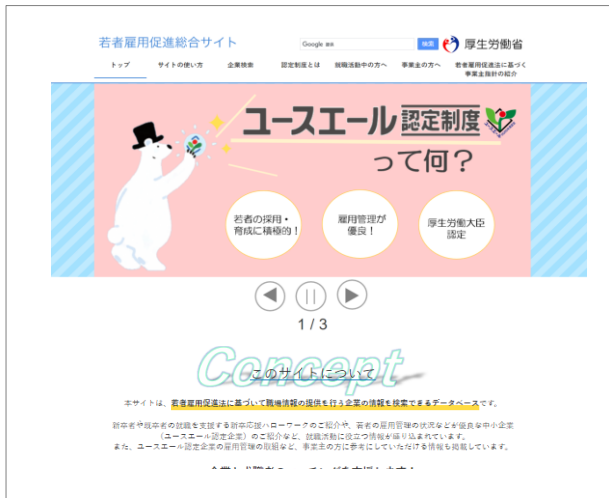 若者雇用促進総合サイト
Google 検索
検索
厚生労働省
トップ
サイトの使い方
企業検索
認定制度とは
就職活動中の方へ
事業主の方へ
若者雇用促進法に基づく
事業主指針の紹介
ユースエール認定制度
って何？
若者の採用・
育成に積極的！
雇用管理が
優良！
厚生労働大臣
認定
1 / 3
Concept
このサイトについて
本サイトは、若者雇用促進法に基づいて職場情報の提供を行う企業の情報を検索できるデータベースです。
新卒者や既卒者の就職を支援する新卒応援ハローワークのご紹介や、若者の雇用管理の状況などが優良な中小企業
（ユースエール認定企業）のご紹介など、就職活動に役立つ情報が盛り込まれています。
また、ユースエール認定企業の雇用管理の取組など、事業主の方に参考にしていただける情報も掲載しています。